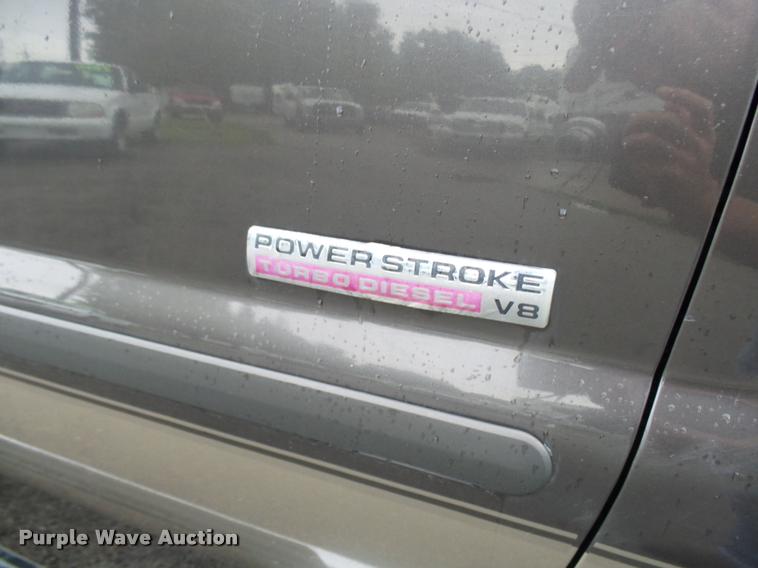 POWER STROKE
TURBO DIESEL V8
Purple Wave Auction